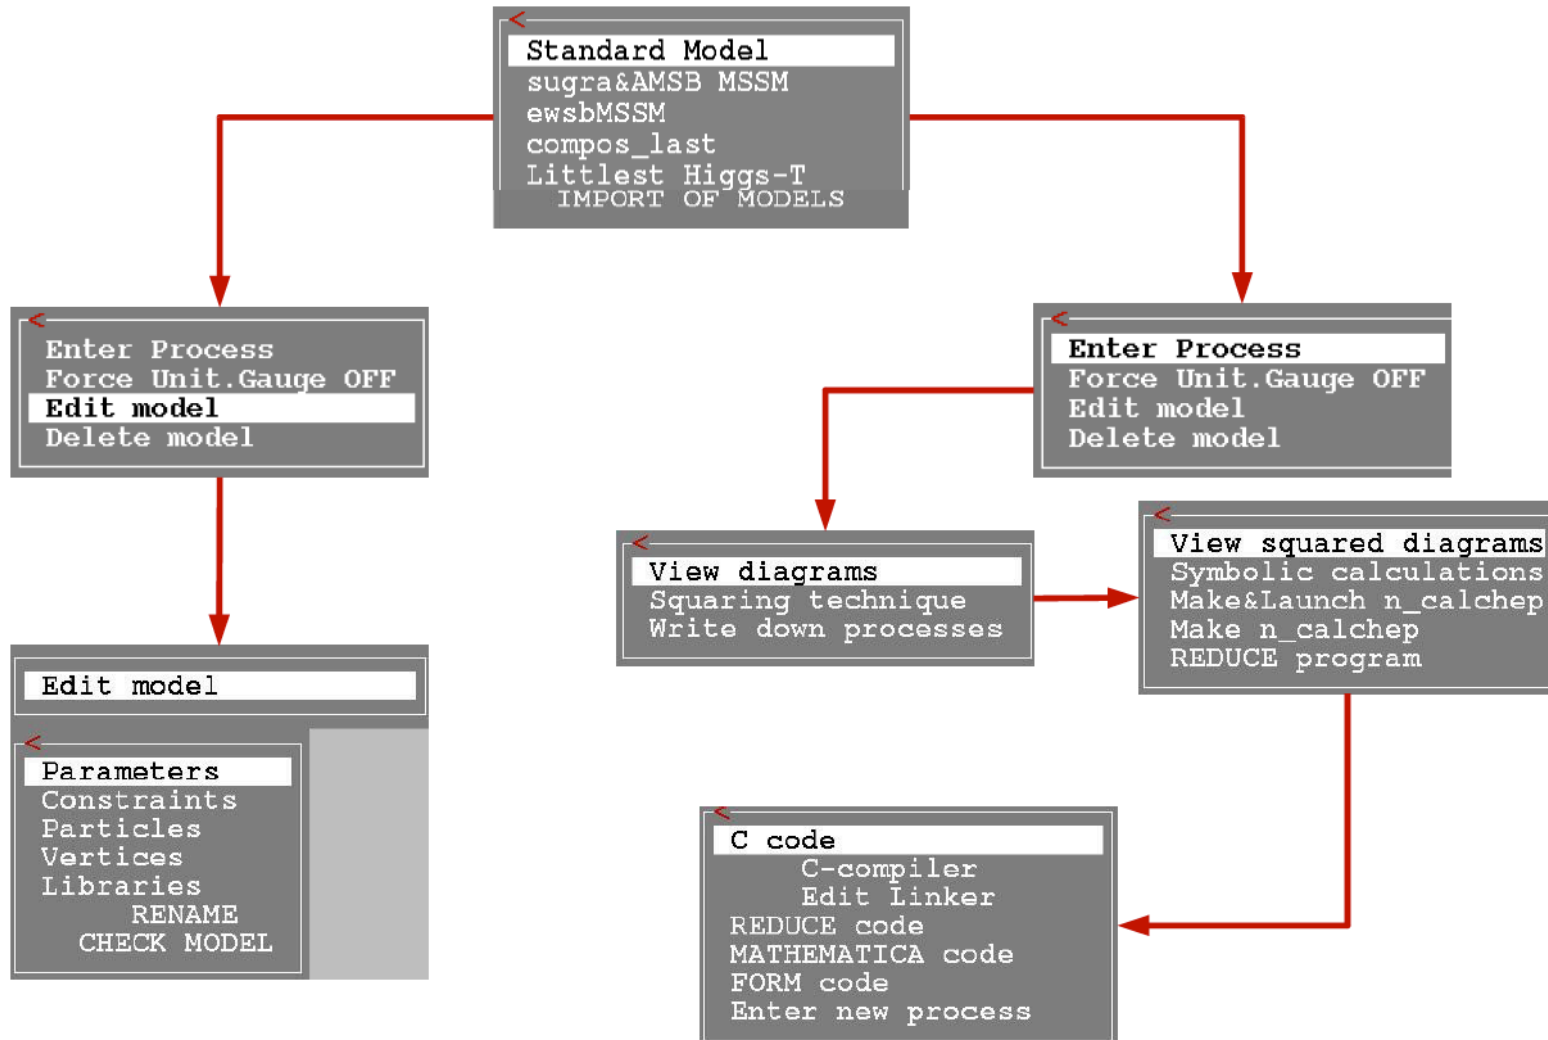 <
Standard Model
sugra&AMSB MSSM
ewsbMSSM
compos_last
Littlest Higgs-T
IMPORT OF MODELS
<
Enter Process
Force Unit.Gauge OFF
Edit model
Delete model
<
Enter Process
Force Unit.Gauge OFF
Edit model
Delete model
<
View diagrams
Squaring technique
Write down processes
<
View squared diagrams
Symbolic calculations
Make&Launch n_calchep
Make n_calchep
REDUCE program
Edit model
<
Parameters
Constraints
Particles
Vertices
Libraries
RENAME
CHECK MODEL
<
C code
C-compiler
Edit Linker
REDUCE code
MATHEMATICA code
FORM code
Enter new process